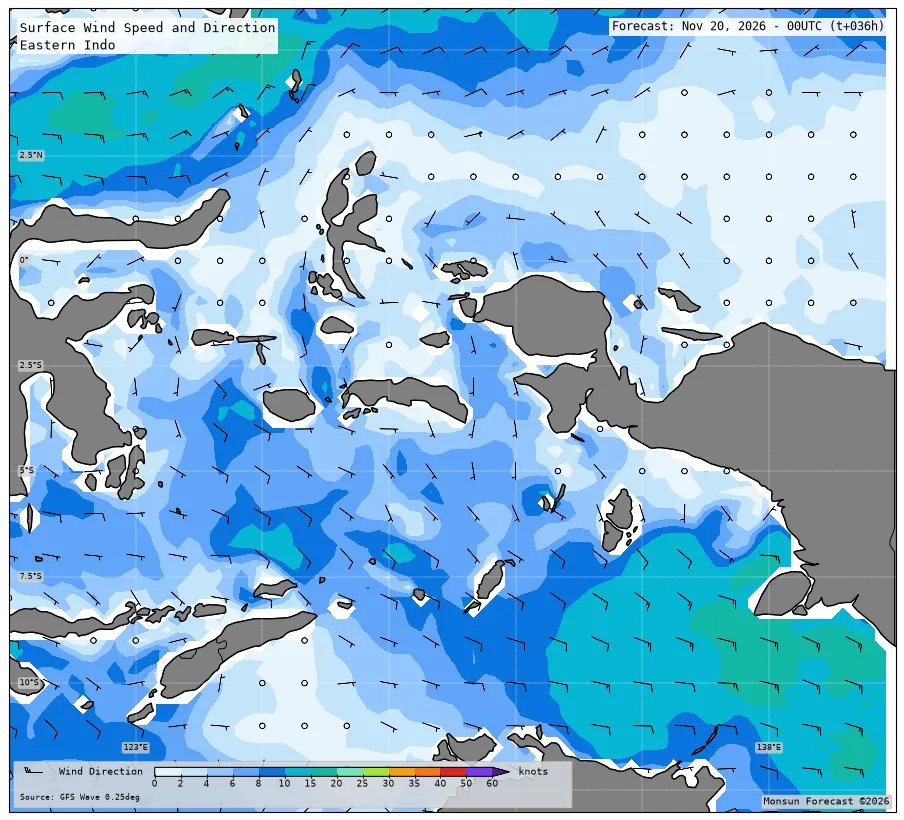 Surface Wind Speed and Direction
Eastern Indo
Forecast: Nov 20, 2026 - 00UTC (t+036h)
2.5°N
0°
2.5°S
5°S
7.5°S
10°S
123°E
138°E
Wind Direction
0 2 4 6 8 10 15 20 25 30 35 40 50 60
knots
Source: GFS Wave 0.25deg
Monsun Forecast ©2026